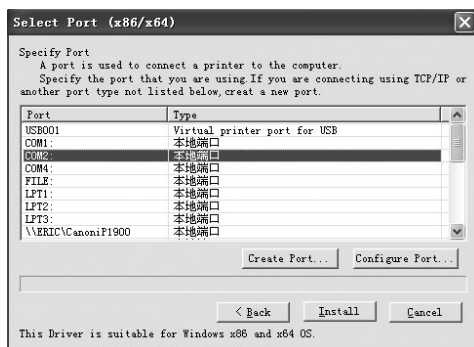 Select Port (x86/x64)
Specify Port
A port is used to connect a printer to the computer.
Specify the port that you are using.If you are connecting using TCP/IP or
another port type not listed below,creat a new port.
Port Type
USB001 Virtual printer port for USB
COM1: 本地端口
COM2: 本地端口
COM4: 本地端口
FILE: 本地端口
LPT1: 本地端口
LPT2: 本地端口
LPT3: 本地端口
\\ERIC\CanoniP1900 本地端口
Create Port... Configure Port...
< Back Install Cancel
This Driver is suitable for Windows x86 and x64 OS.